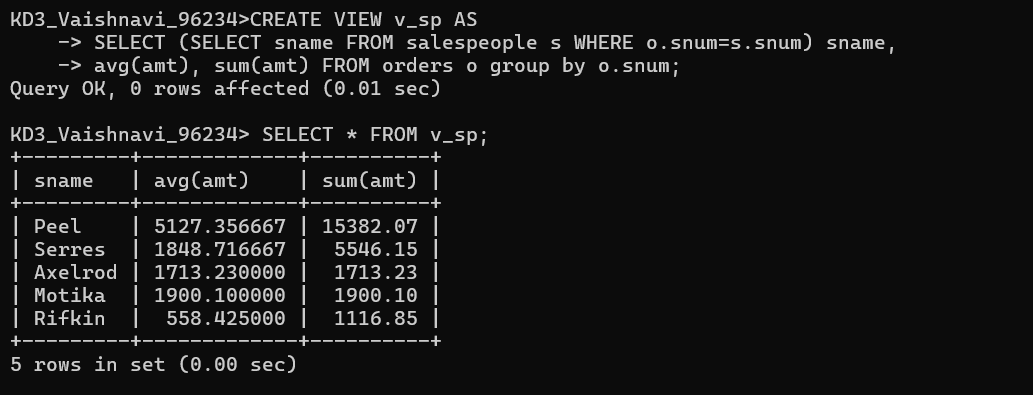 KD3_Vaishnavi_96234>CREATE VIEW v_sp AS
    -> SELECT (SELECT sname FROM salespeople s WHERE o.snum=s.snum) sname,
    -> avg(amt), sum(amt) FROM orders o group by o.snum;
Query OK, 0 rows affected (0.01 sec)

KD3_Vaishnavi_96234> SELECT * FROM v_sp;
+---------+-------------+----------+
| sname   | avg(amt)    | sum(amt) |
+---------+-------------+----------+
| Peel    | 5127.356667 | 15382.07 |
| Serres  | 1848.716667 |  5546.15 |
| Axelrod | 1713.230000 |  1713.23 |
| Motika  | 1900.100000 |  1900.10 |
| Rifkin  |  558.425000 |  1116.85 |
+---------+-------------+----------+
5 rows in set (0.00 sec)